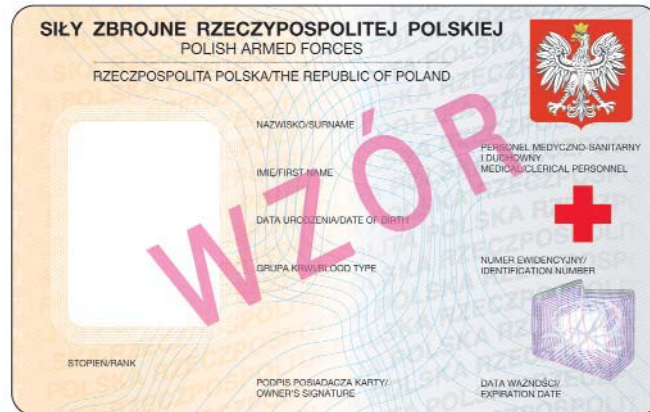 SIŁY ZBROJNE RZECZYPOSPOLITEJ POLSKIEJ
POLISH ARMED FORCES
RZECZPOSPOLITA POLSKA/THE REPUBLIC OF POLAND
NAZWISKO/SURNAME
IMIĘ/FIRST NAME
DATA URODZENIA/DATE OF BIRTH
GRUPA KRWI/BLOOD TYPE
WZÓR
PERSONEL MEDYCZNO-SANITARNY
I DUCHOWNY
MEDICAL/CLERICAL PERSONNEL
NUMER EWIDENCYJNY/
IDENTIFICATION NUMBER
STOPIEŃ/RANK
PODPIS POSIADACZA KARTY/
OWNER'S SIGNATURE
DATA WAŻNOŚCI/
EXPIRATION DATE